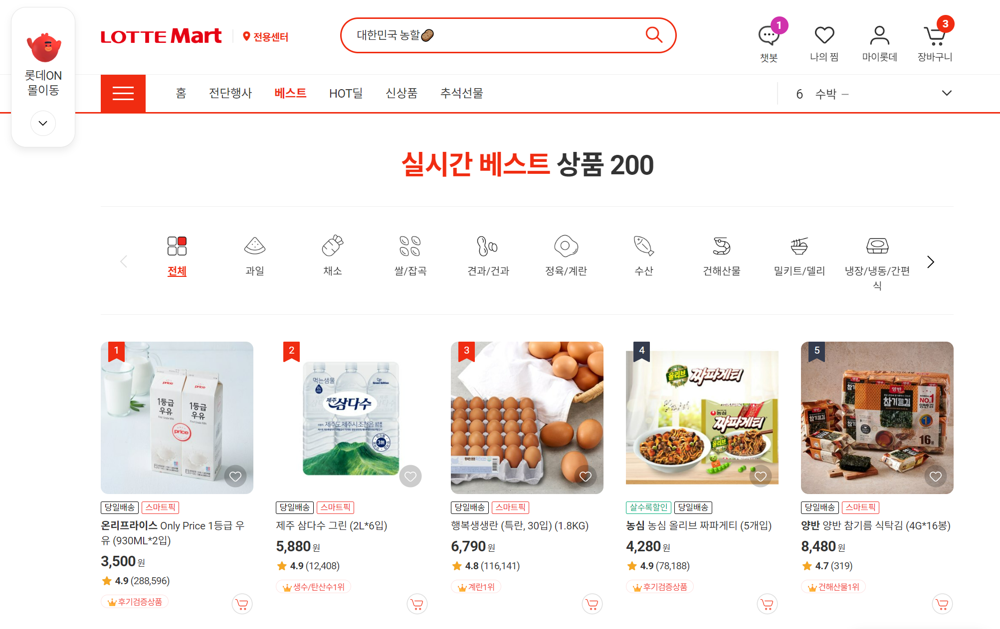 롯데ON
몰이동
LOTTE Mart
전용센터
대한민국 농할🥔
1
챗봇
나의 찜
마이롯데
3
장바구니
홈
전단행사
베스트
HOT딜
신상품
추석선물
6 수박 –
실시간 베스트 상품 200
전체
과일
채소
쌀/잡곡
견과/건과
정육/계란
수산
건해산물
밀키트/델리
냉장/냉동/간편
식
1
price
price
1등급
우유
First Grade Milk
1등급
우유
First Grade Milk
price
당일배송 스마트픽
온리프라이스 Only Price 1등급 우
유 (930ML*2입)
3,500원
4.9 (288,596)
후기검증상품
2
먹는샘물
제주
삼다수
제주도 제주시 조천읍
3無
당일배송 스마트픽
제주 삼다수 그린 (2L*6입)
5,880원
4.9 (12,408)
생수/탄산수1위
3
당일배송 스마트픽
행복생생란 (특란, 30입) (1.8KG)
6,790원
4.8 (116,141)
계란1위
4
올리브 짜파게티
농심
짜파게티
올리브
살수록할인 당일배송
농심 농심 올리브 짜파게티 (5개입)
4,280원
4.9 (78,188)
후기검증상품
5
양반
참기름김
KOREA
NO.1
양반김
16봉
당일배송 스마트픽
양반 양반 참기름 식탁김 (4G*16봉)
8,480원
4.7 (319)
건해산물1위